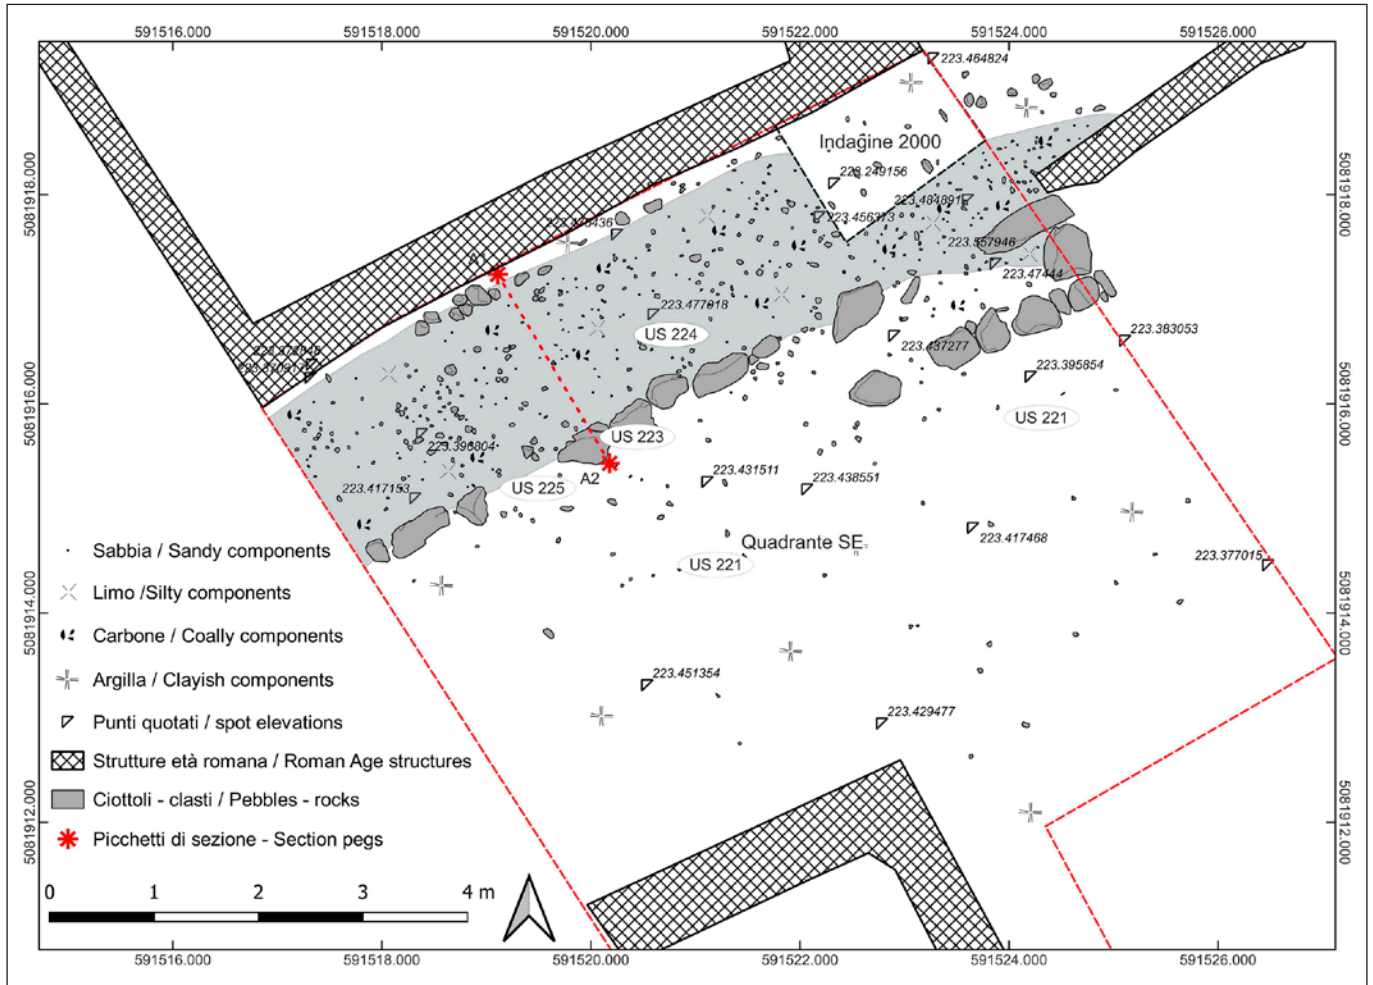 591516.000 591518.000 591520.000 591522.000 591524.000 591526.000
5081918.000
5081916.000
5081914.000
5081912.000
223.464824
Indagine 2000
223.249156
223.484891
223.456373
223.557946
223.47444
A1
223.477018
US 224
223.383053
223.437277
223.395854
US 221
US 223
223.396804
A2
223.431511
223.438551
US 225
223.417153
223.417468
Quadrante SE
US 221
223.377015
223.451354
223.429477
Sabbia / Sandy components
Limo /Silty components
Carbone / Coally components
Argilla / Clayish components
Punti quotati / spot elevations
Strutture età romana / Roman Age structures
Ciottoli - clasti / Pebbles - rocks
Picchetti di sezione - Section pegs
0 1 2 3 4 m
5081918.000
5081916.000
5081914.000
5081912.000
591516.000 591518.000 591520.000 591522.000 591524.000 591526.000